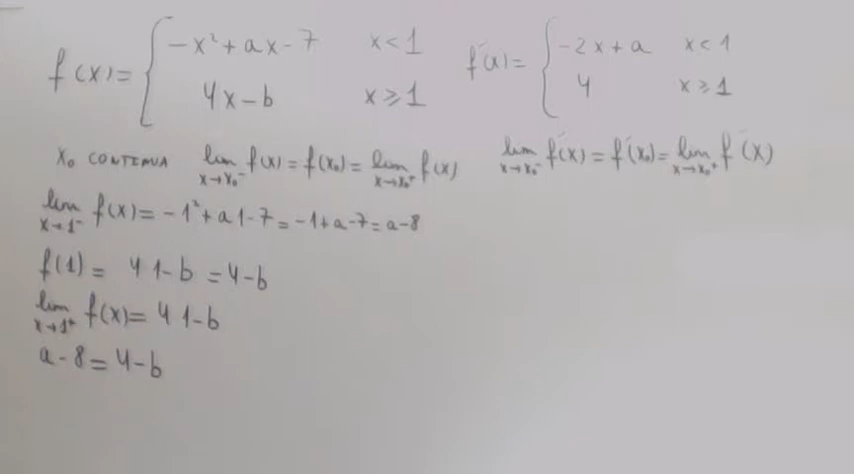 f(x) = { -x² + ax - 7   x < 1
4x - b   x ≥ 1
f'(x) = { -2x + a   x < 1
4   x ≥ 1
x₀ CONTINUA   lim x→x₀⁻ f(x) = f(x₀) = lim x→x₀⁺ f(x)   lim x→x₀⁻ f'(x) = f'(x₀) = lim x→x₀⁺ f'(x)
lim x→1⁻ f(x) = -1² + a 1 - 7 = -1 + a - 7 = a - 8
f(1) = 4 1 - b = 4 - b
lim x→1⁺ f(x) = 4 1 - b
a - 8 = 4 - b